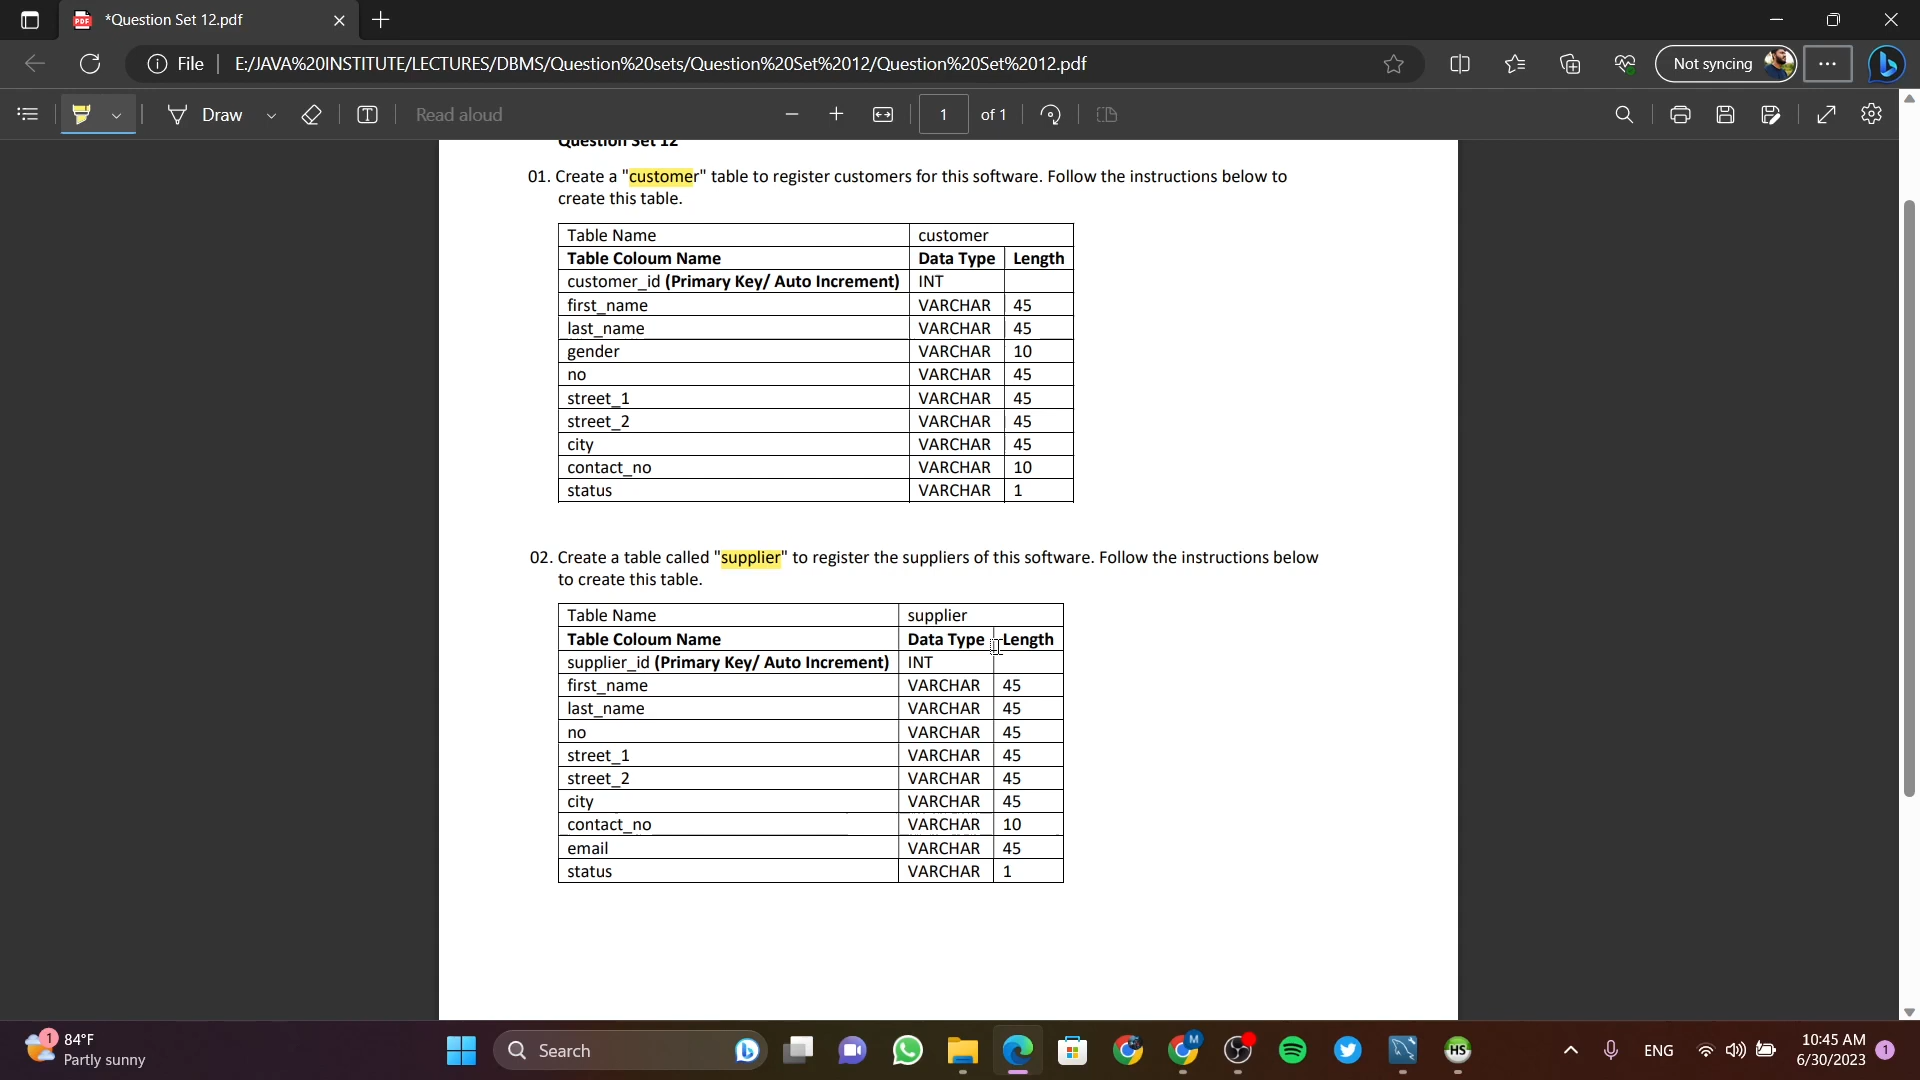 *Question Set 12.pdf
File
E:/JAVA%20INSTITUTE/LECTURES/DBMS/Question%20sets/Question%20Set%2012/Question%20Set%2012.pdf
Not syncing
Draw
Read aloud
1
of 1
Question Set 12
01. Create a "customer" table to register customers for this software. Follow the instructions below to
create this table.
Table Name customer
Table Coloum Name Data Type Length
customer_id (Primary Key/ Auto Increment) INT
first_name VARCHAR 45
last_name VARCHAR 45
gender VARCHAR 10
no VARCHAR 45
street_1 VARCHAR 45
street_2 VARCHAR 45
city VARCHAR 45
contact_no VARCHAR 10
status VARCHAR 1
02. Create a table called "supplier" to register the suppliers of this software. Follow the instructions below
to create this table.
Table Name supplier
Table Coloum Name Data Type Length
supplier_id (Primary Key/ Auto Increment) INT
first_name VARCHAR 45
last_name VARCHAR 45
no VARCHAR 45
street_1 VARCHAR 45
street_2 VARCHAR 45
city VARCHAR 45
contact_no VARCHAR 10
email VARCHAR 45
status VARCHAR 1
1
84°F
Partly sunny
Search
M
HS
ENG
10:45 AM
6/30/2023
1